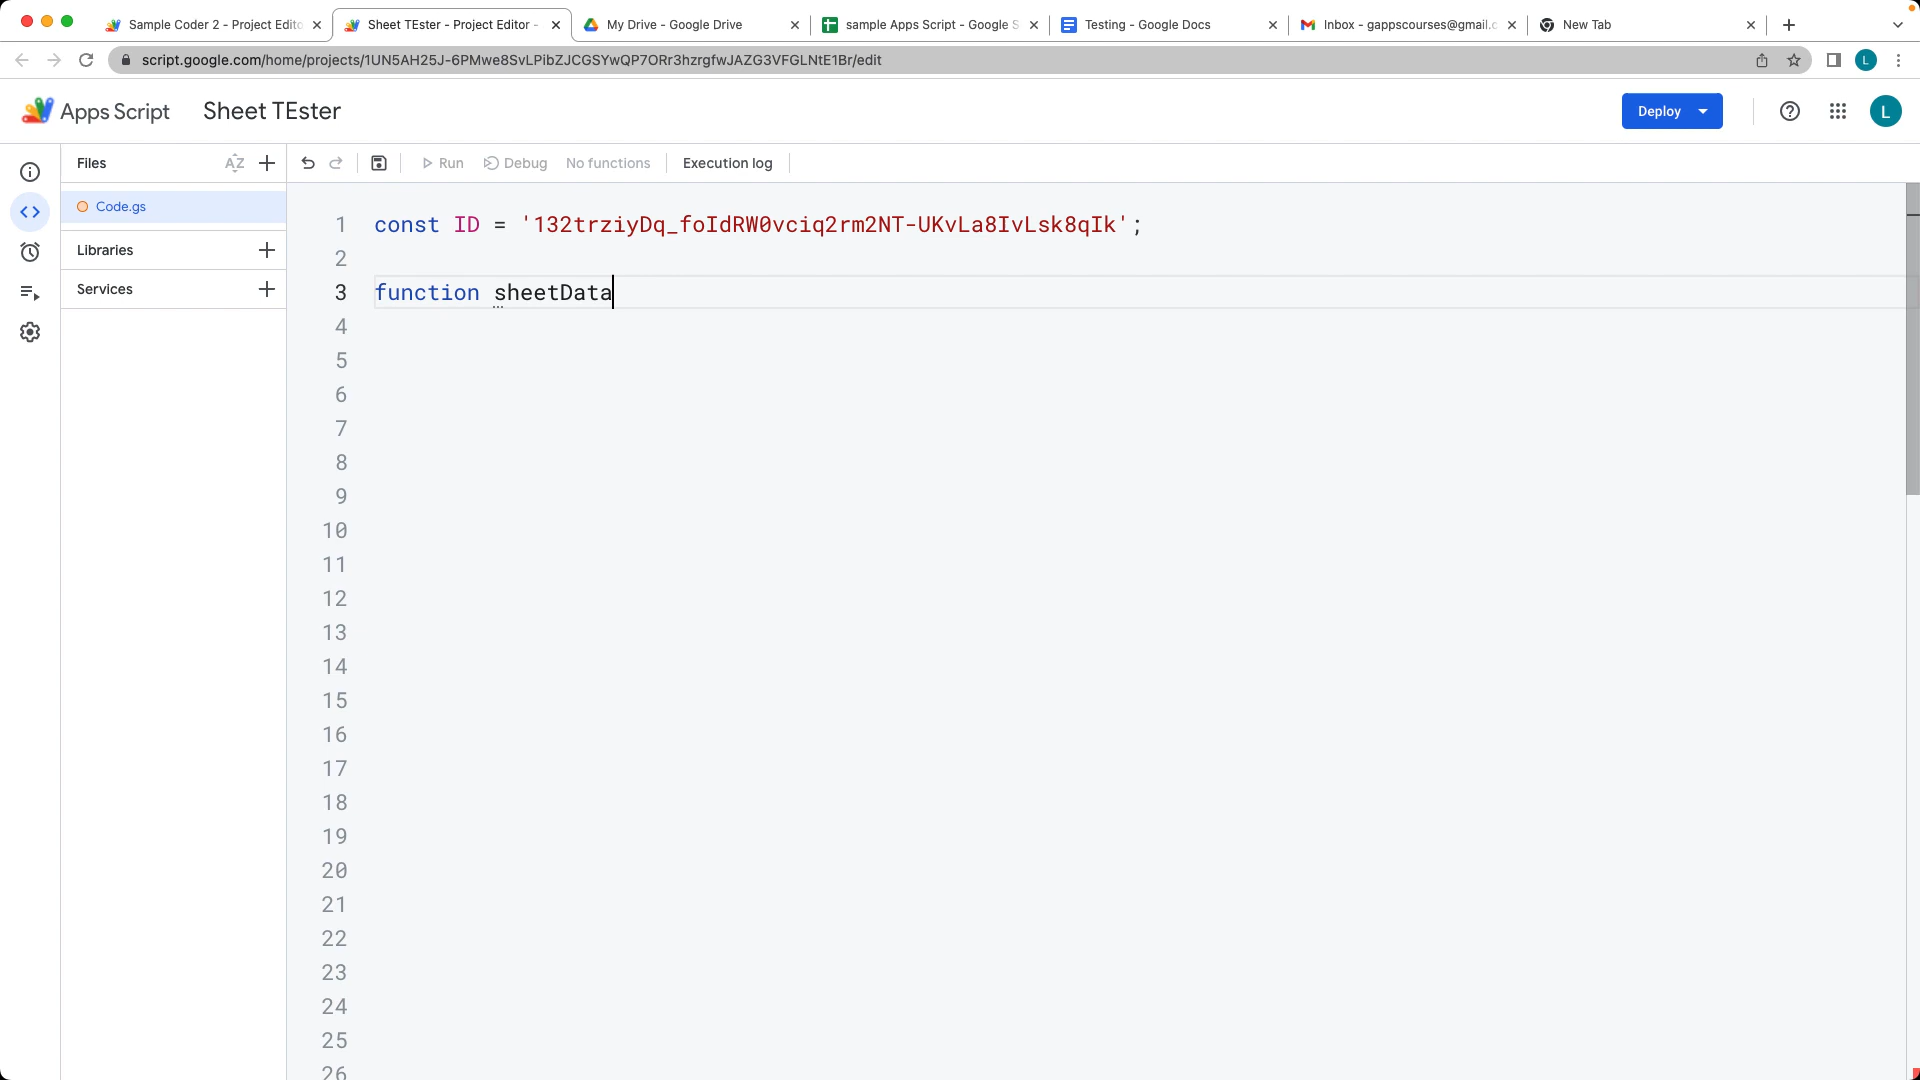 Sample Coder 2 - Project Edito
Sheet TEster - Project Editor -
My Drive - Google Drive
sample Apps Script - Google S
Testing - Google Docs
Inbox - gappscourses@gmail.c
New Tab
script.google.com/home/projects/1UN5AH25J-6PMwe8SvLPibZJCGSYwQP7ORr3hzrgfwJAZG3VFGLNtE1Br/edit
L
Apps Script
Sheet TEster
Deploy
L
Files
AZ
Run
Debug
No functions
Execution log
Code.gs
Libraries
Services
1 const ID = '132trziyDq_foIdRW0vciq2rm2NT-UKvLa8IvLsk8qIk';
2
3 function sheetData
4
5
6
7
8
9
10
11
12
13
14
15
16
17
18
19
20
21
22
23
24
25
26